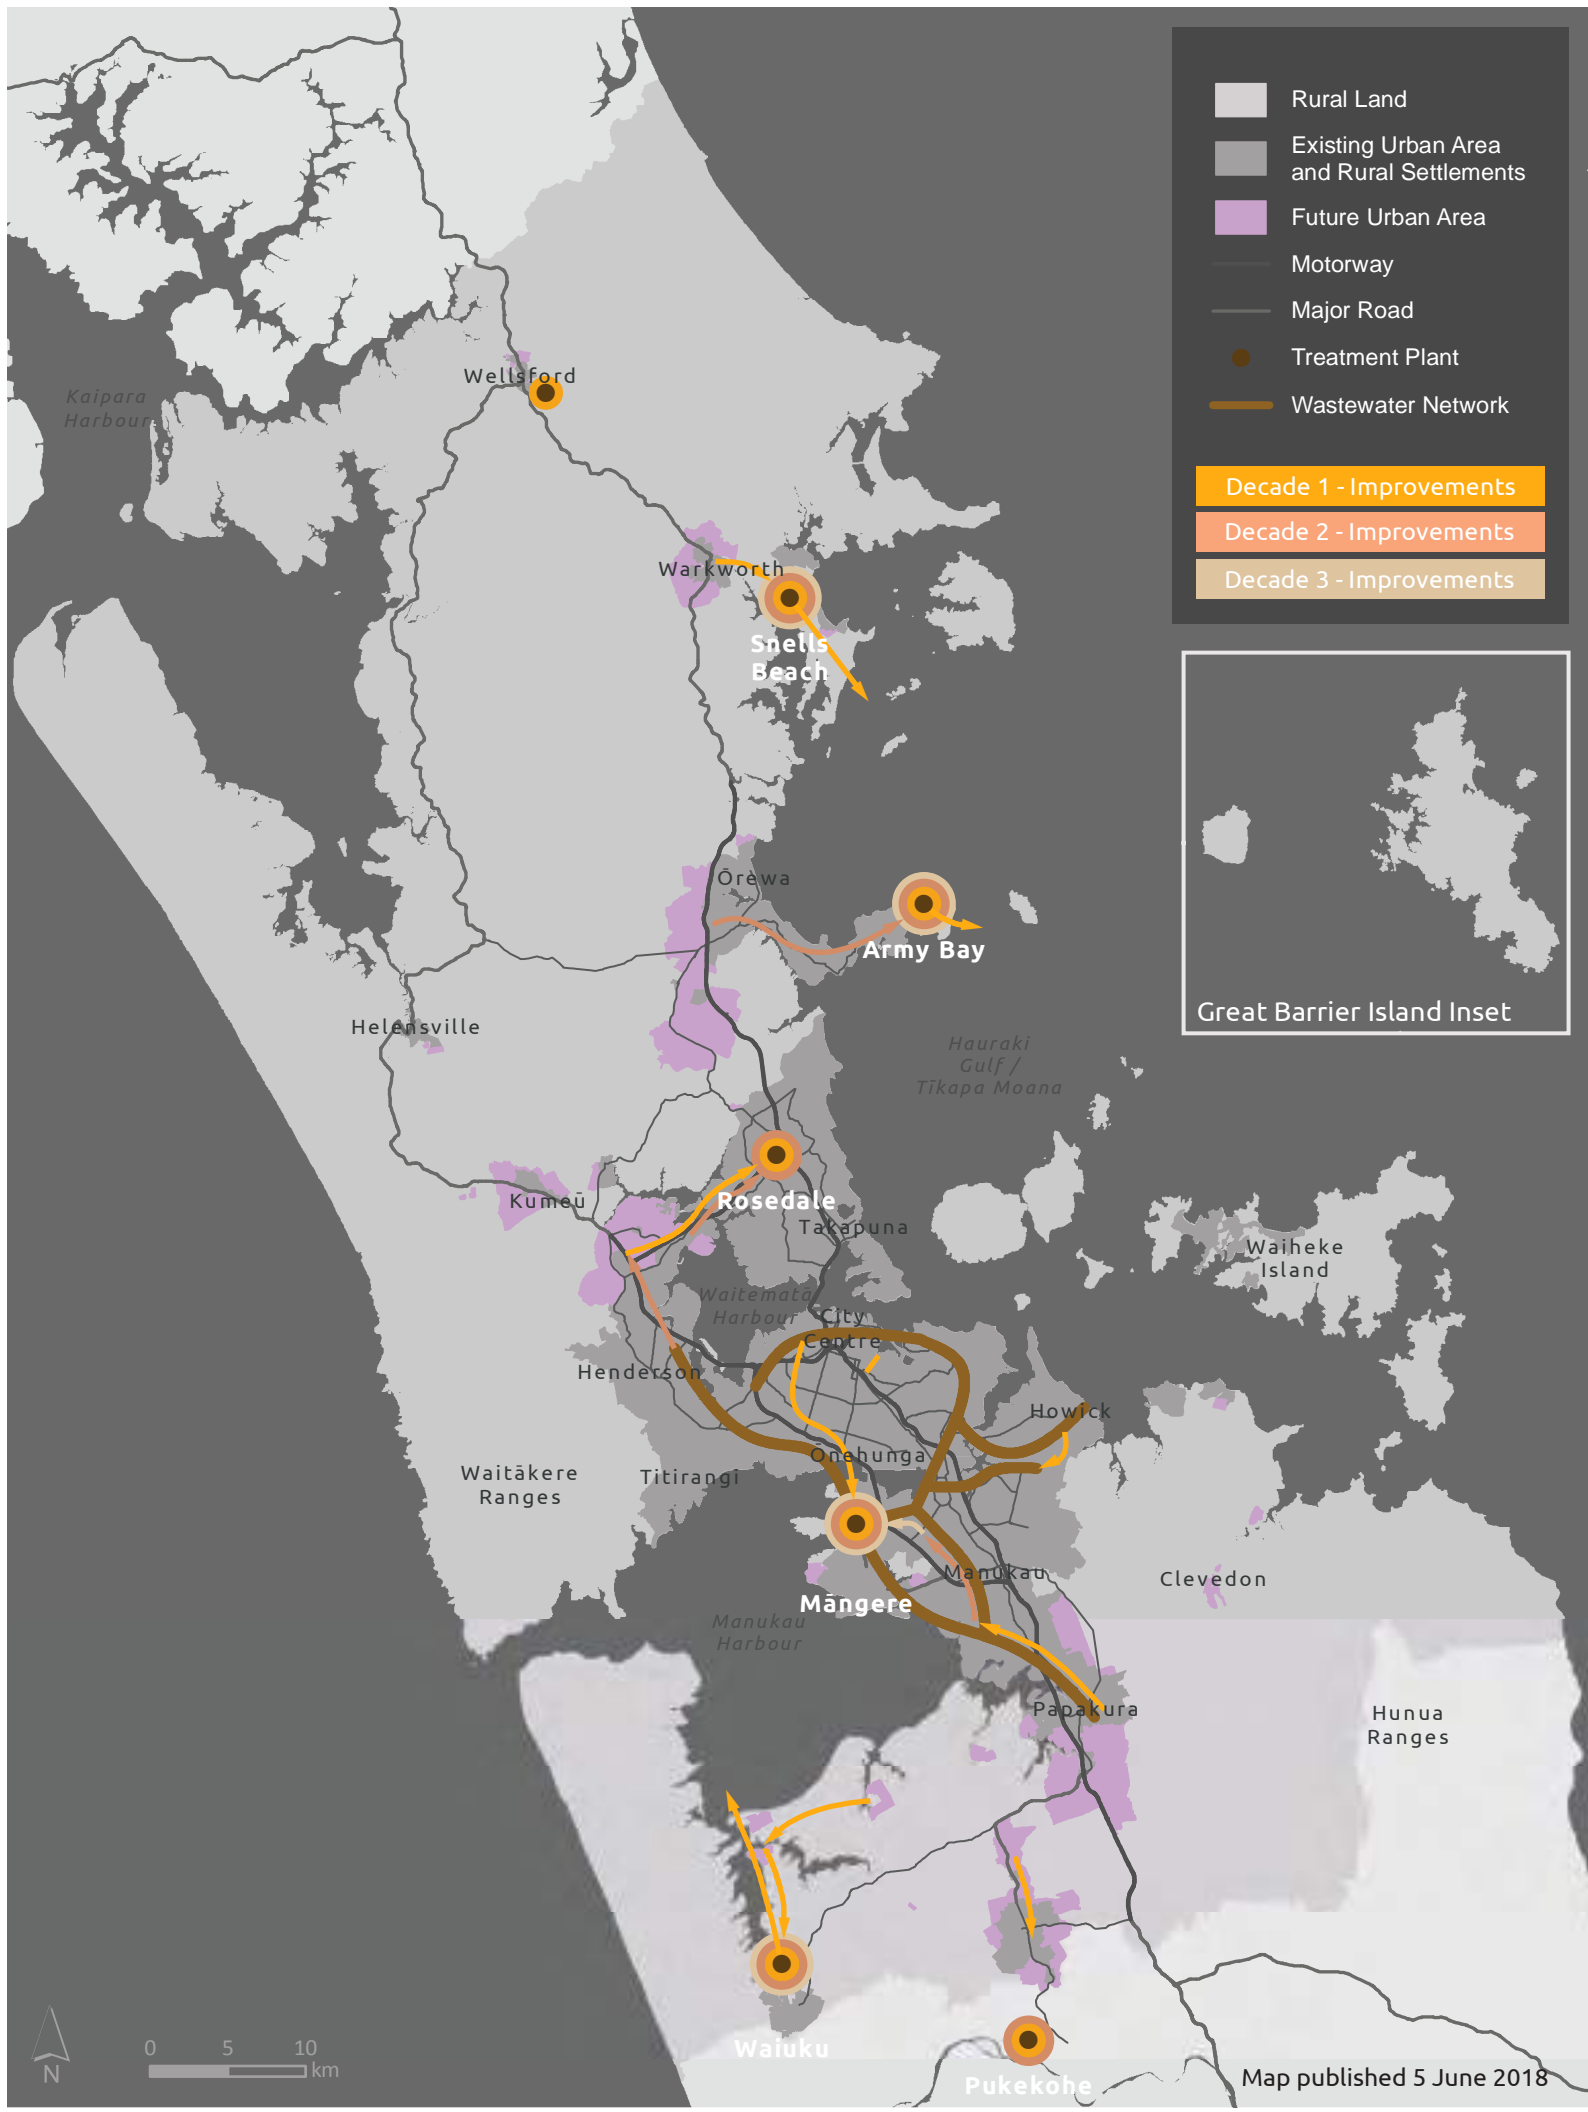 Rural Land
Existing Urban Area
and Rural Settlements
Future Urban Area
Motorway
Major Road
Treatment Plant
Wastewater Network
Decade 1 - Improvements
Decade 2 - Improvements
Decade 3 - Improvements
Wellsford
Kaipara
Harbour
Warkworth
Snells
Beach
Ōrewa
Army Bay
Great Barrier Island Inset
Helensville
Hauraki
Gulf /
Tīkapa Moana
Kumeū
Rosedale
Takapuna
Waiheke
Island
Waitematā
Harbour
City
Centre
Henderson
Howick
Onehunga
Waitākere
Ranges
Titirangi
Manukau
Clevedon
Māngere
Manukau
Harbour
Papakura
Hunua
Ranges
Waiuku
Pukekohe
0 5 10
km
N
Map published 5 June 2018